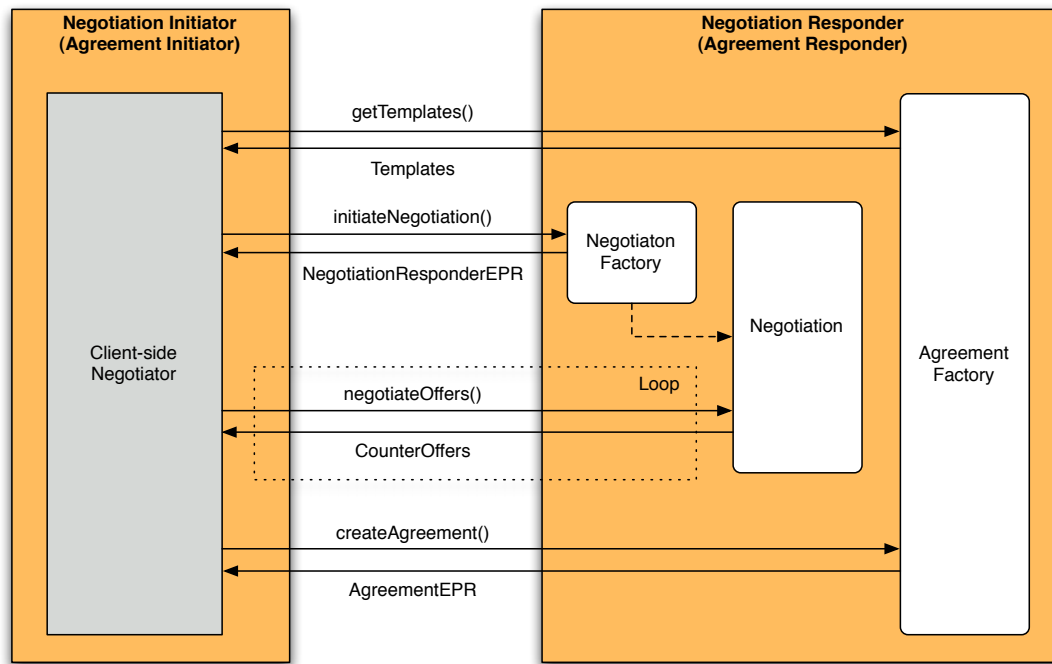 Negotiation Initiator
(Agreement Initiator)
Negotiation Responder
(Agreement Responder)
getTemplates()
Templates
initiateNegotiation()
NegotiationResponderEPR
Negotiaton
Factory
Negotiation
Client-side
Negotiator
Agreement
Factory
Loop
negotiateOffers()
CounterOffers
createAgreement()
AgreementEPR